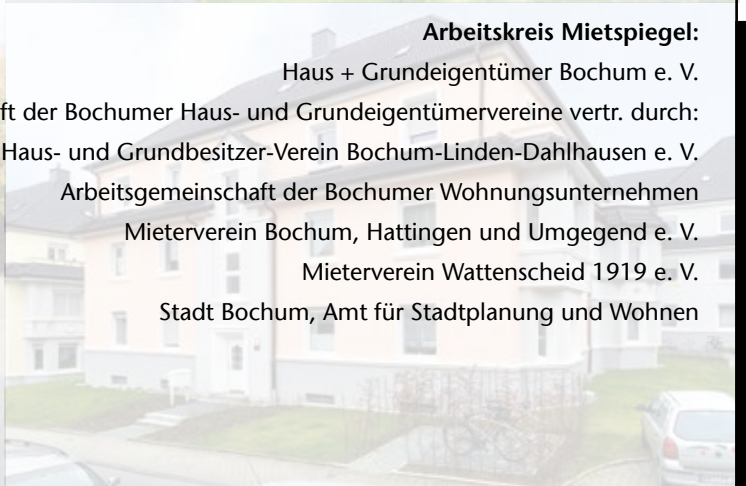 Arbeitskreis Mietspiegel:
Haus + Grundeigentümer Bochum e. V.
ft der Bochumer Haus- und Grundeigentümervereine vertr. durch:
Haus- und Grundbesitzer-Verein Bochum-Linden-Dahlhausen e. V.
Arbeitsgemeinschaft der Bochumer Wohnungsunternehmen
Mieterverein Bochum, Hattingen und Umgegend e. V.
Mieterverein Wattenscheid 1919 e. V.
Stadt Bochum, Amt für Stadtplanung und Wohnen